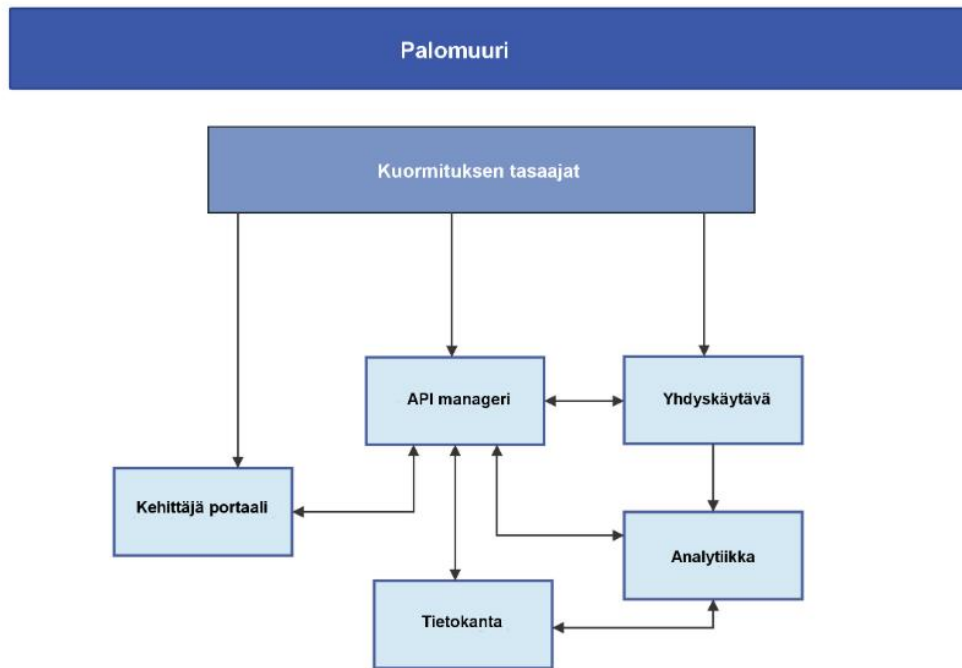 Palomuuri
Kuormituksen tasaajat
API manageri
Yhdyskäytävä
Kehittäjä portaali
Analytiikka
Tietokanta